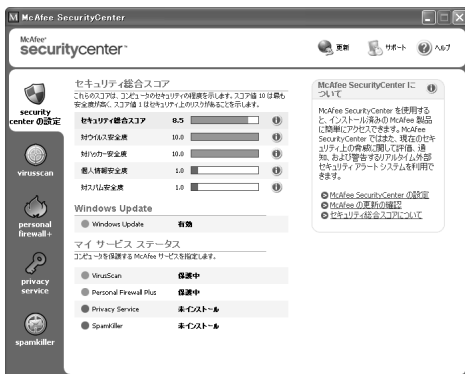 McAfee SecurityCenter
McAfee®
securitycenter™
更新
サポート
ヘルプ
security
center の設定
virusscan
personal
firewall+
privacy
service
spamkiller
セキュリティ総合スコア
これらのスコアは、コンピュータのセキュリティの程度を示します。スコア値 10 は最も
安全度が高く、スコア値 1 はセキュリティ上のリスクがあることを示します。
セキュリティ総合スコア 8.5
対ウイルス安全度 10.0
対ハッカー安全度 10.0
個人情報安全度 1.0
対スパム安全度 1.0
Windows Update
Windows Update 有効
マイ サービス ステータス
コンピュータを保護する McAfee サービスを指定します。
VirusScan 保護中
Personal Firewall Plus 保護中
Privacy Service 未インストール
SpamKiller 未インストール
McAfee SecurityCenter に
ついて
McAfee SecurityCenter を使用する
と、インストール済みの McAfee 製品
に簡単にアクセスできます。McAfee
SecurityCenter ではまた、現在のセキ
ュリティ上の脅威に関して評価、通
知、および警告するリアルタイム外部
セキュリティ アラート システムを利用で
きます。
McAfee SecurityCenter の設定
McAfee の更新の確認
セキュリティ総合スコアについて